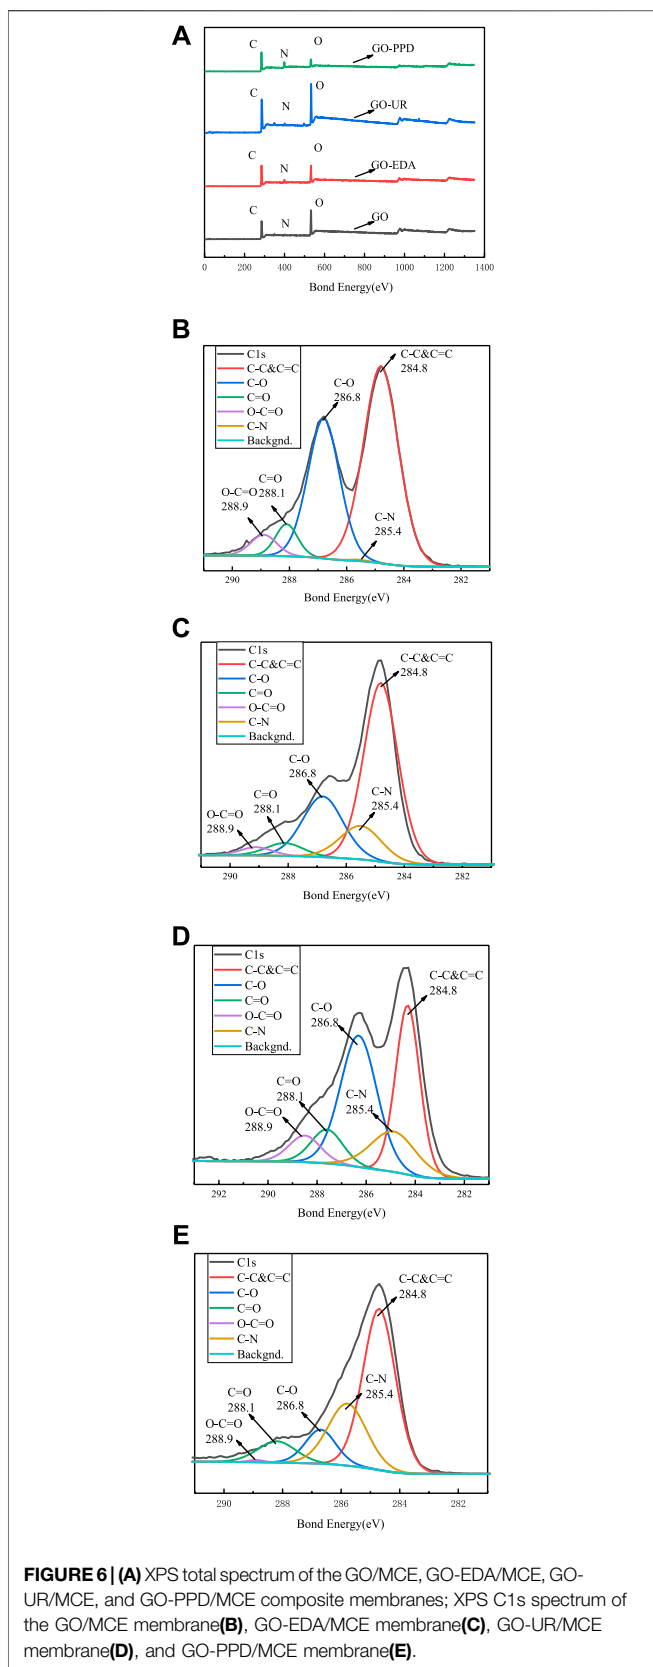 A
C
N
O
GO-PPD
C
N
O
GO-UR
C
N
O
GO-EDA
C
N
O
GO
0 200 400 600 800 1000 1200 1400
Bond Energy(eV)
B
C1s
C-C&C=C
C-O
C=O
O-C=O
C-N
Backgnd.
C-C&C=C
284.8
C-O
286.8
C=O
288.1
O-C=O
288.9
C-N
285.4
290 288 286 284 282
Bond Energy(eV)
C
C1s
C-C&C=C
C-O
C=O
O-C=O
C-N
Backgnd.
C-C&C=C
284.8
C-O
286.8
C=O
288.1
O-C=O
288.9
C-N
285.4
290 288 286 284 282
Bond Energy(eV)
D
C1s
C-C&C=C
C-O
C=O
O-C=O
C-N
Backgnd.
C-C&C=C
284.8
C-O
286.8
C=O
288.1
O-C=O
288.9
C-N
285.4
292 290 288 286 284 282
Bond Energy(eV)
E
C1s
C-C&C=C
C-O
C=O
O-C=O
C-N
Backgnd.
C-C&C=C
284.8
C-N
285.4
C-O
286.8
C=O
288.1
O-C=O
288.9
290 288 286 284 282
Bond Energy(eV)
FIGURE 6 | (A) XPS total spectrum of the GO/MCE, GO-EDA/MCE, GO-
UR/MCE, and GO-PPD/MCE composite membranes; XPS C1s spectrum of
the GO/MCE membrane(B), GO-EDA/MCE membrane(C), GO-UR/MCE
membrane(D), and GO-PPD/MCE membrane(E).